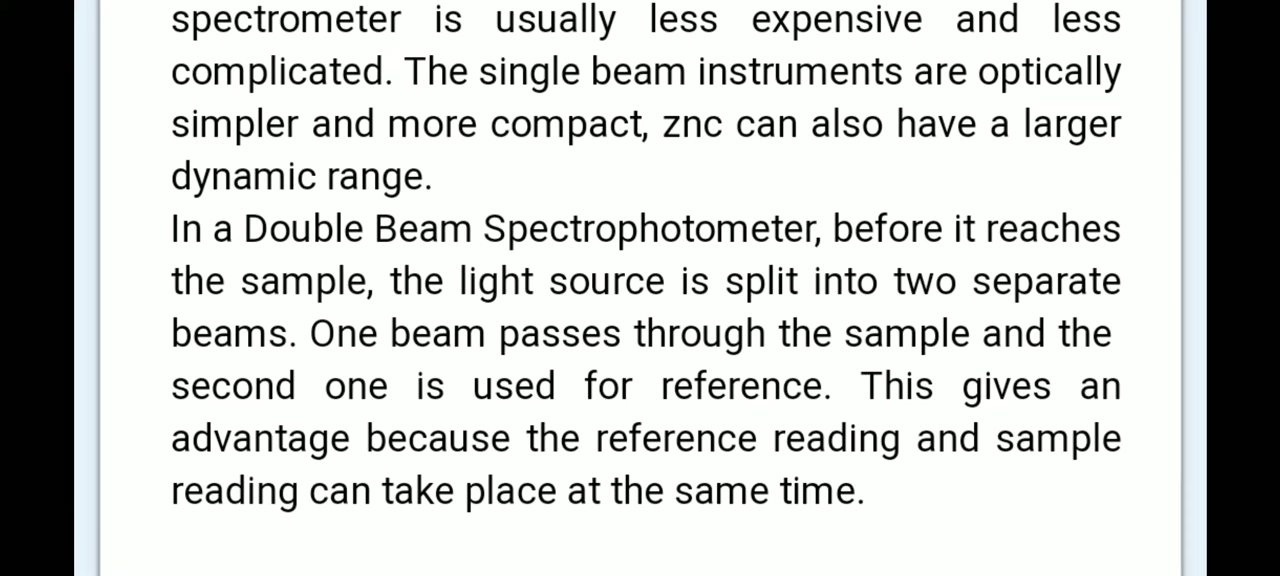 spectrometer is usually less expensive and less
complicated. The single beam instruments are optically
simpler and more compact, znc can also have a larger
dynamic range.
In a Double Beam Spectrophotometer, before it reaches
the sample, the light source is split into two separate
beams. One beam passes through the sample and the
second one is used for reference. This gives an
advantage because the reference reading and sample
reading can take place at the same time.